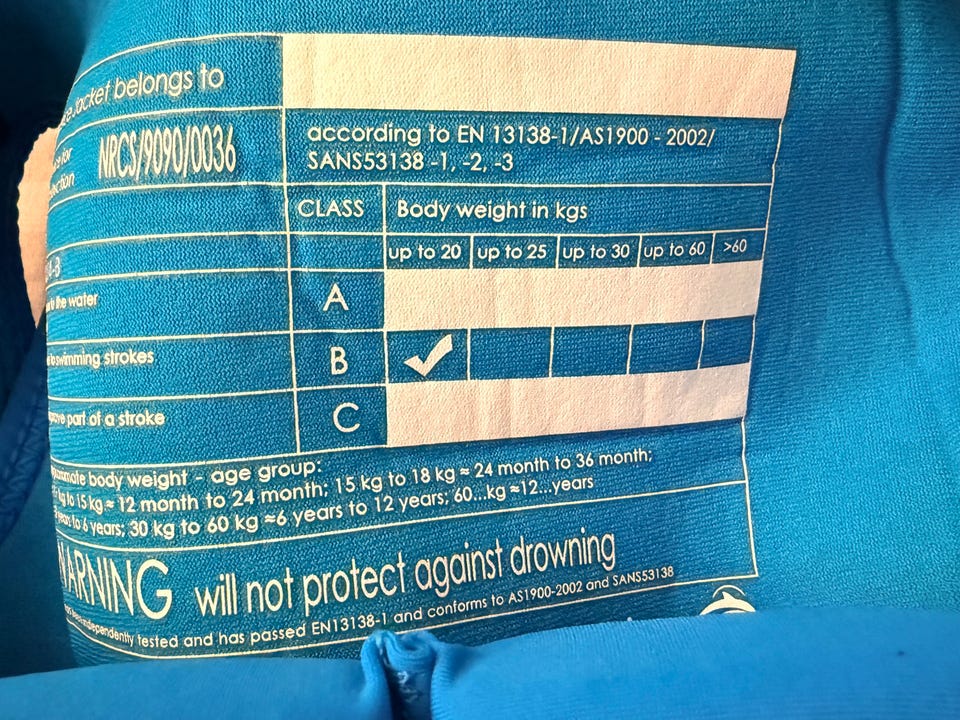 Jacket belongs to
NRCS/9090/0036
according to EN 13138-1/AS1900 - 2002/
SANS53138 -1, -2, -3
CLASS
Body weight in kgs
up to 20
up to 25
up to 30
up to 60
>60
the water
A
swimming strokes
B
part of a stroke
C
body weight - age group:
kg to 15 kg ≈ 12 month to 24 month; 15 kg to 18 kg ≈ 24 month to 36 month;
to 6 years; 30 kg to 60 kg ≈6 years to 12 years; 60...kg ≈12...years
WARNING will not protect against drowning
independently tested and has passed EN13138-1 and conforms to AS1900-2002 and SANS53138